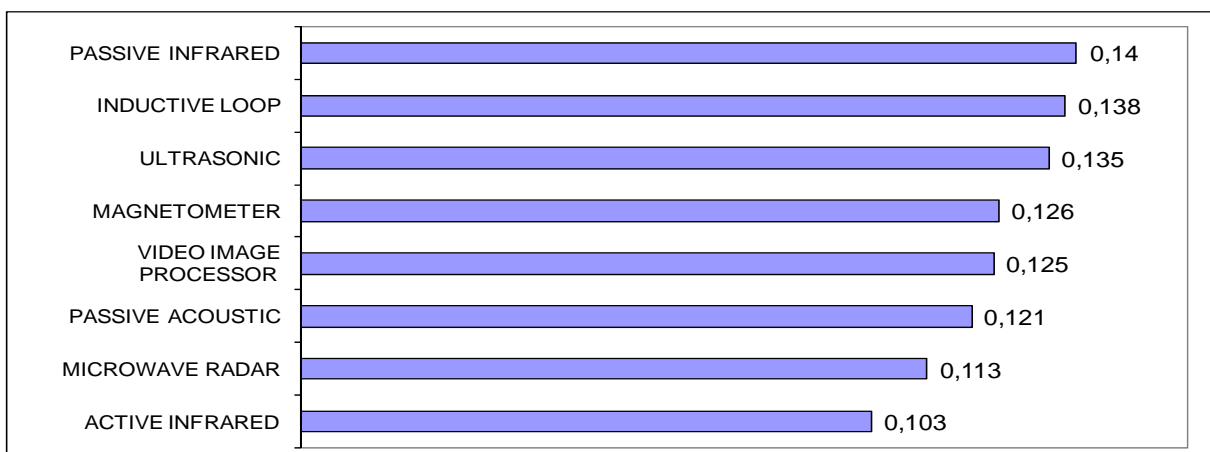 PASSIVE INFRARED 0,14
INDUCTIVE LOOP 0,138
ULTRASONIC 0,135
MAGNETOMETER 0,126
VIDEO IMAGE
PROCESSOR 0,125
PASSIVE ACOUSTIC 0,121
MICROWAVE RADAR 0,113
ACTIVE INFRARED 0,103